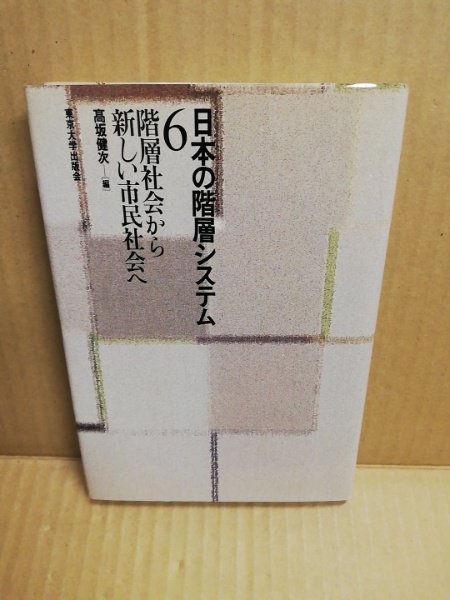 日本の階層システム
6
階層社会から
新しい市民社会へ
高坂健次—[編]
東京大学出版会